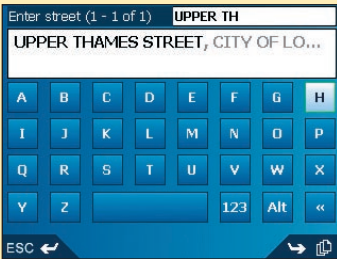 Enter street (1 - 1 of 1) UPPER TH
UPPER THAMES STREET, CITY OF LO...
A B C D E F G H
I J K L M N O P
Q R S T U V W X
Y Z 123 Alt «
ESC